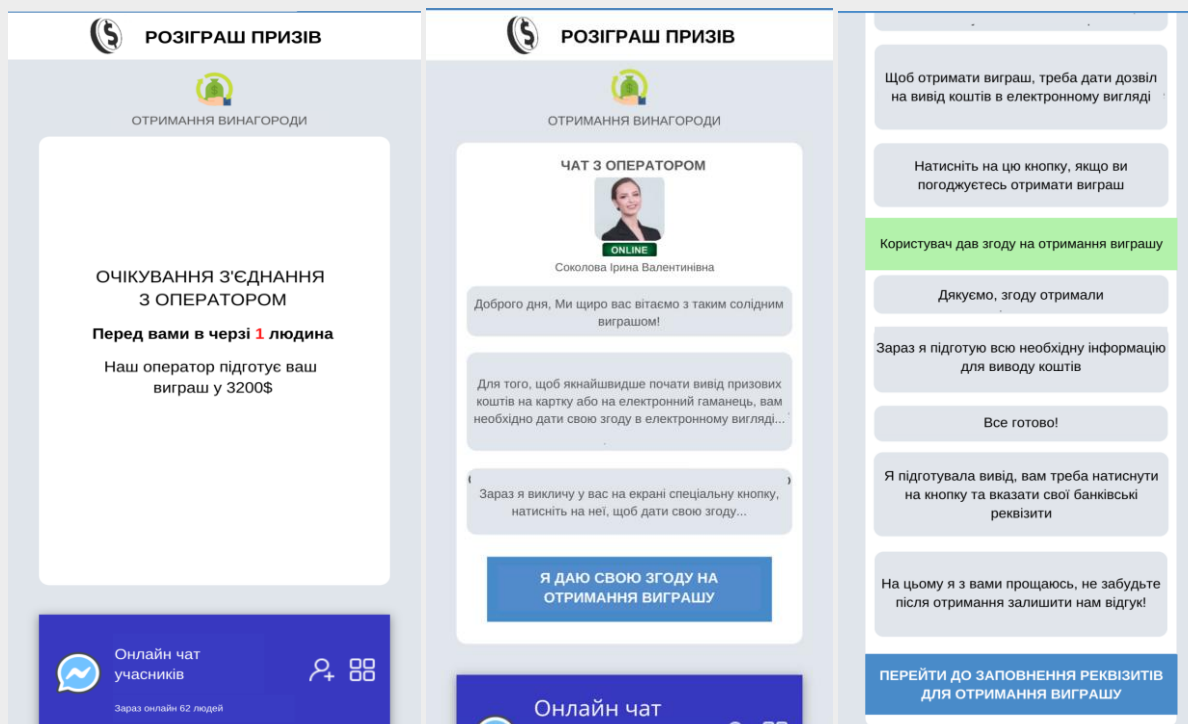 РОЗІГРАШ ПРИЗІВ
ОТРИМАННЯ ВИНАГОРОДИ
ОЧІКУВАННЯ З'ЄДНАННЯ
З ОПЕРАТОРОМ
Перед вами в черзі 1 людина
Наш оператор підготує ваш
виграш у 3200$
Онлайн чат
учасників
Зараз онлайн 62 людей
РОЗІГРАШ ПРИЗІВ
ОТРИМАННЯ ВИНАГОРОДИ
ЧАТ З ОПЕРАТОРОМ
ONLINE
Соколова Ірина Валентинівна
Доброго дня, Ми щиро вас вітаємо з таким солідним
виграшом!
Для того, щоб якнайшвидше почати вивід призових
коштів на картку або на електронний гаманець, вам
необхідно дати свою згоду в електронному вигляді...
Зараз я викличу у вас на екрані спеціальну кнопку,
натисніть на неї, щоб дати свою згоду...
Я ДАЮ СВОЮ ЗГОДУ НА
ОТРИМАННЯ ВИГРАШУ
Онлайн чат
Щоб отримати виграш, треба дати дозвіл
на вивід коштів в електронному вигляді
Натисніть на цю кнопку, якщо ви
погоджуєтесь отримати виграш
Користувач дав згоду на отримання виграшу
Дякуємо, згоду отримали
Зараз я підготую всю необхідну інформацію
для виводу коштів
Все готово!
Я підготувала вивід, вам треба натиснути
на кнопку та вказати свої банківські
реквізити
На цьому я з вами прощаюсь, не забудьте
після отримання залишити нам відгук!
ПЕРЕЙТИ ДО ЗАПОВНЕННЯ РЕКВІЗИТІВ
ДЛЯ ОТРИМАННЯ ВИГРАШУ